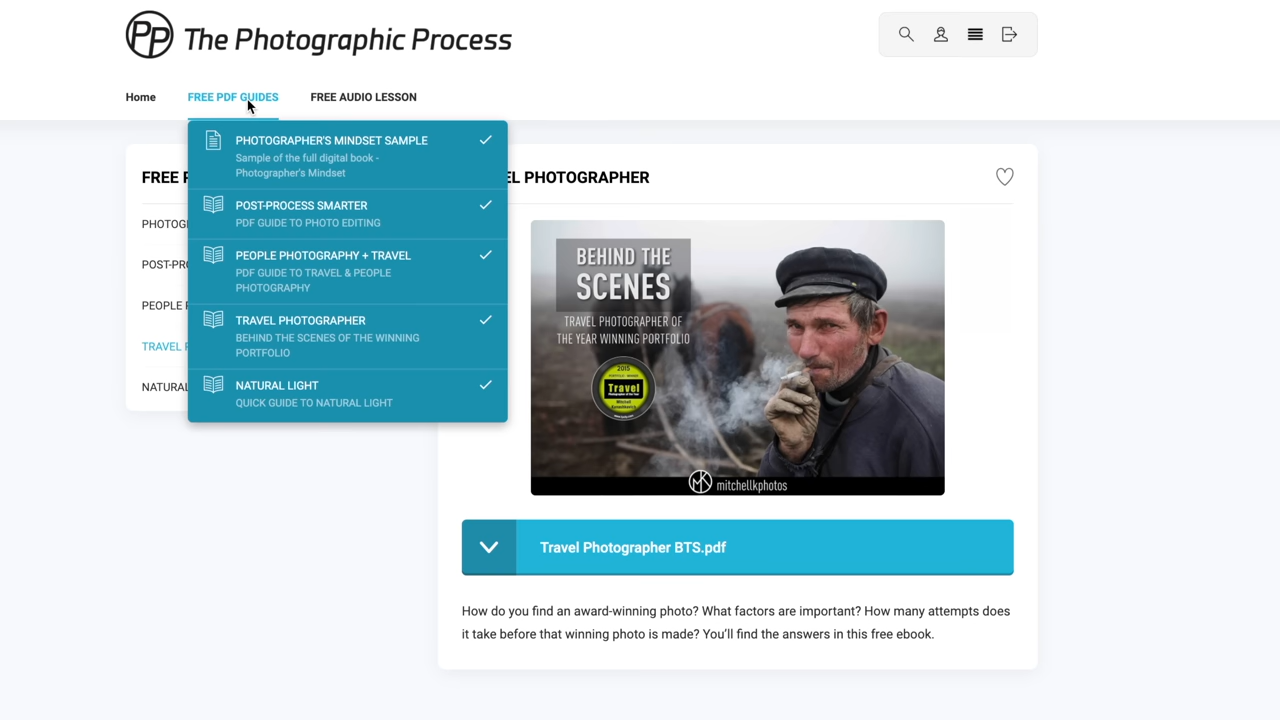 PP The Photographic Process
Home
FREE PDF GUIDES
FREE AUDIO LESSON
PHOTOGRAPHER'S MINDSET SAMPLE
Sample of the full digital book -
Photographer's Mindset
POST-PROCESS SMARTER
PDF GUIDE TO PHOTO EDITING
PEOPLE PHOTOGRAPHY + TRAVEL
PDF GUIDE TO TRAVEL & PEOPLE
PHOTOGRAPHY
TRAVEL PHOTOGRAPHER
BEHIND THE SCENES OF THE WINNING
PORTFOLIO
NATURAL LIGHT
QUICK GUIDE TO NATURAL LIGHT
FREE
PHOTOG
POST-PRO
PEOPLE
TRAVEL
NATURAL
EL PHOTOGRAPHER
BEHIND THE
SCENES
TRAVEL PHOTOGRAPHER OF
THE YEAR WINNING PORTFOLIO
2015
Travel
MK mitchellkphotos
Travel Photographer BTS.pdf
How do you find an award-winning photo? What factors are important? How many attempts does
it take before that winning photo is made? You'll find the answers in this free ebook.